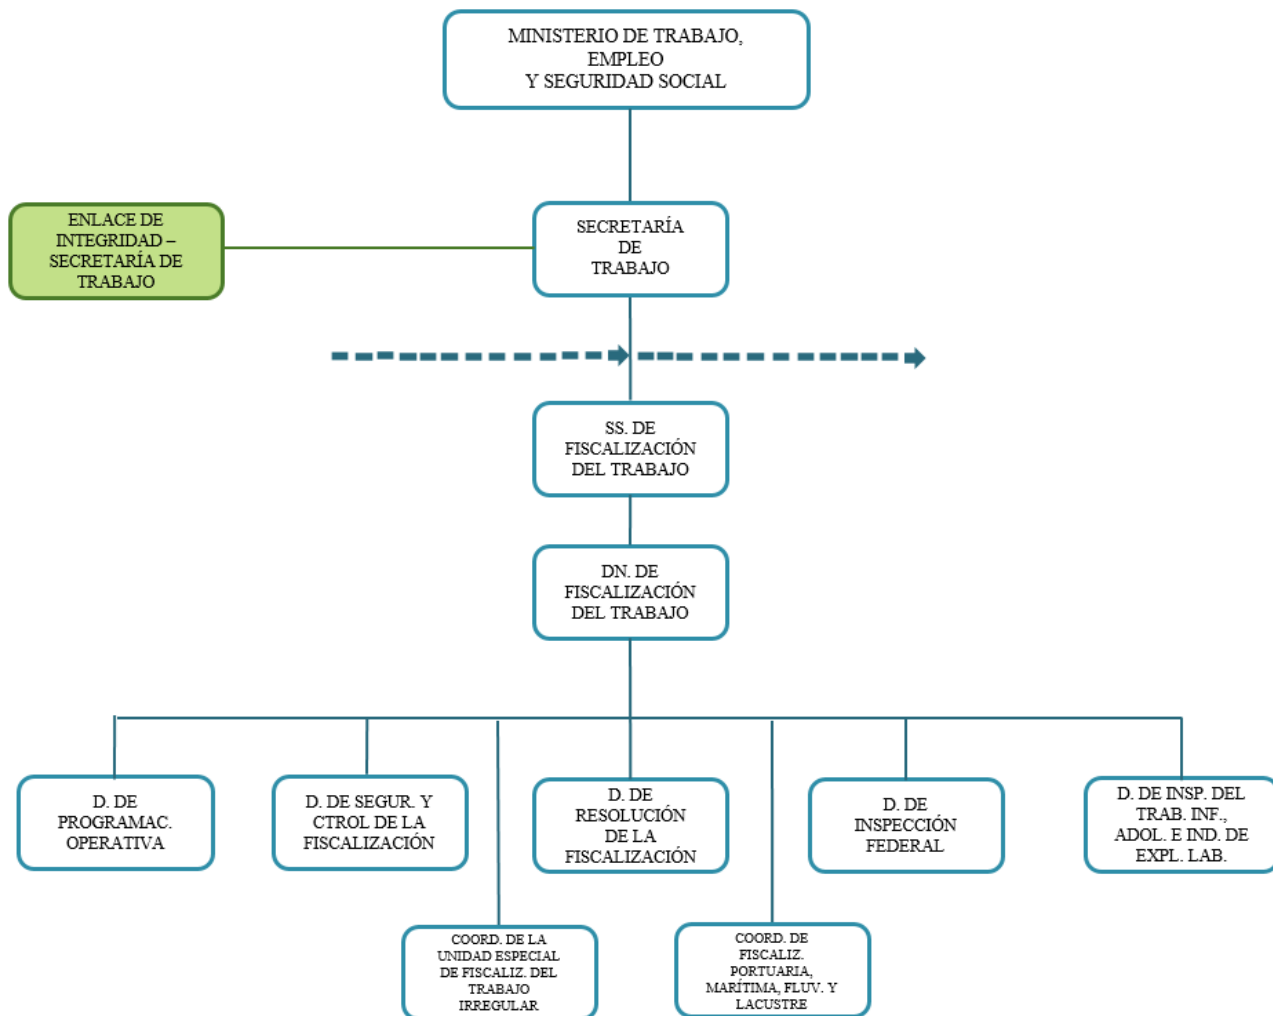 MINISTERIO DE TRABAJO,
EMPLEO
Y SEGURIDAD SOCIAL
ENLACE DE
INTEGRIDAD –
SECRETARÍA DE
TRABAJO
SECRETARÍA
DE
TRABAJO
SS. DE
FISCALIZACIÓN
DEL TRABAJO
DN. DE
FISCALIZACIÓN
DEL TRABAJO
D. DE
PROGRAMAC.
OPERATIVA
D. DE SEGUR. Y
CTROL DE LA
FISCALIZACIÓN
D. DE
RESOLUCIÓN
DE LA
FISCALIZACIÓN
D. DE
INSPECCIÓN
FEDERAL
D. DE INSP. DEL
TRAB. INF.,
ADOL. E IND. DE
EXPL. LAB.
COORD. DE LA
UNIDAD ESPECIAL
DE FISCALIZ. DEL
TRABAJO
IRREGULAR
COORD. DE
FISCALIZ.
PORTUARIA,
MARÍTIMA, FLUV. Y
LACUSTRE